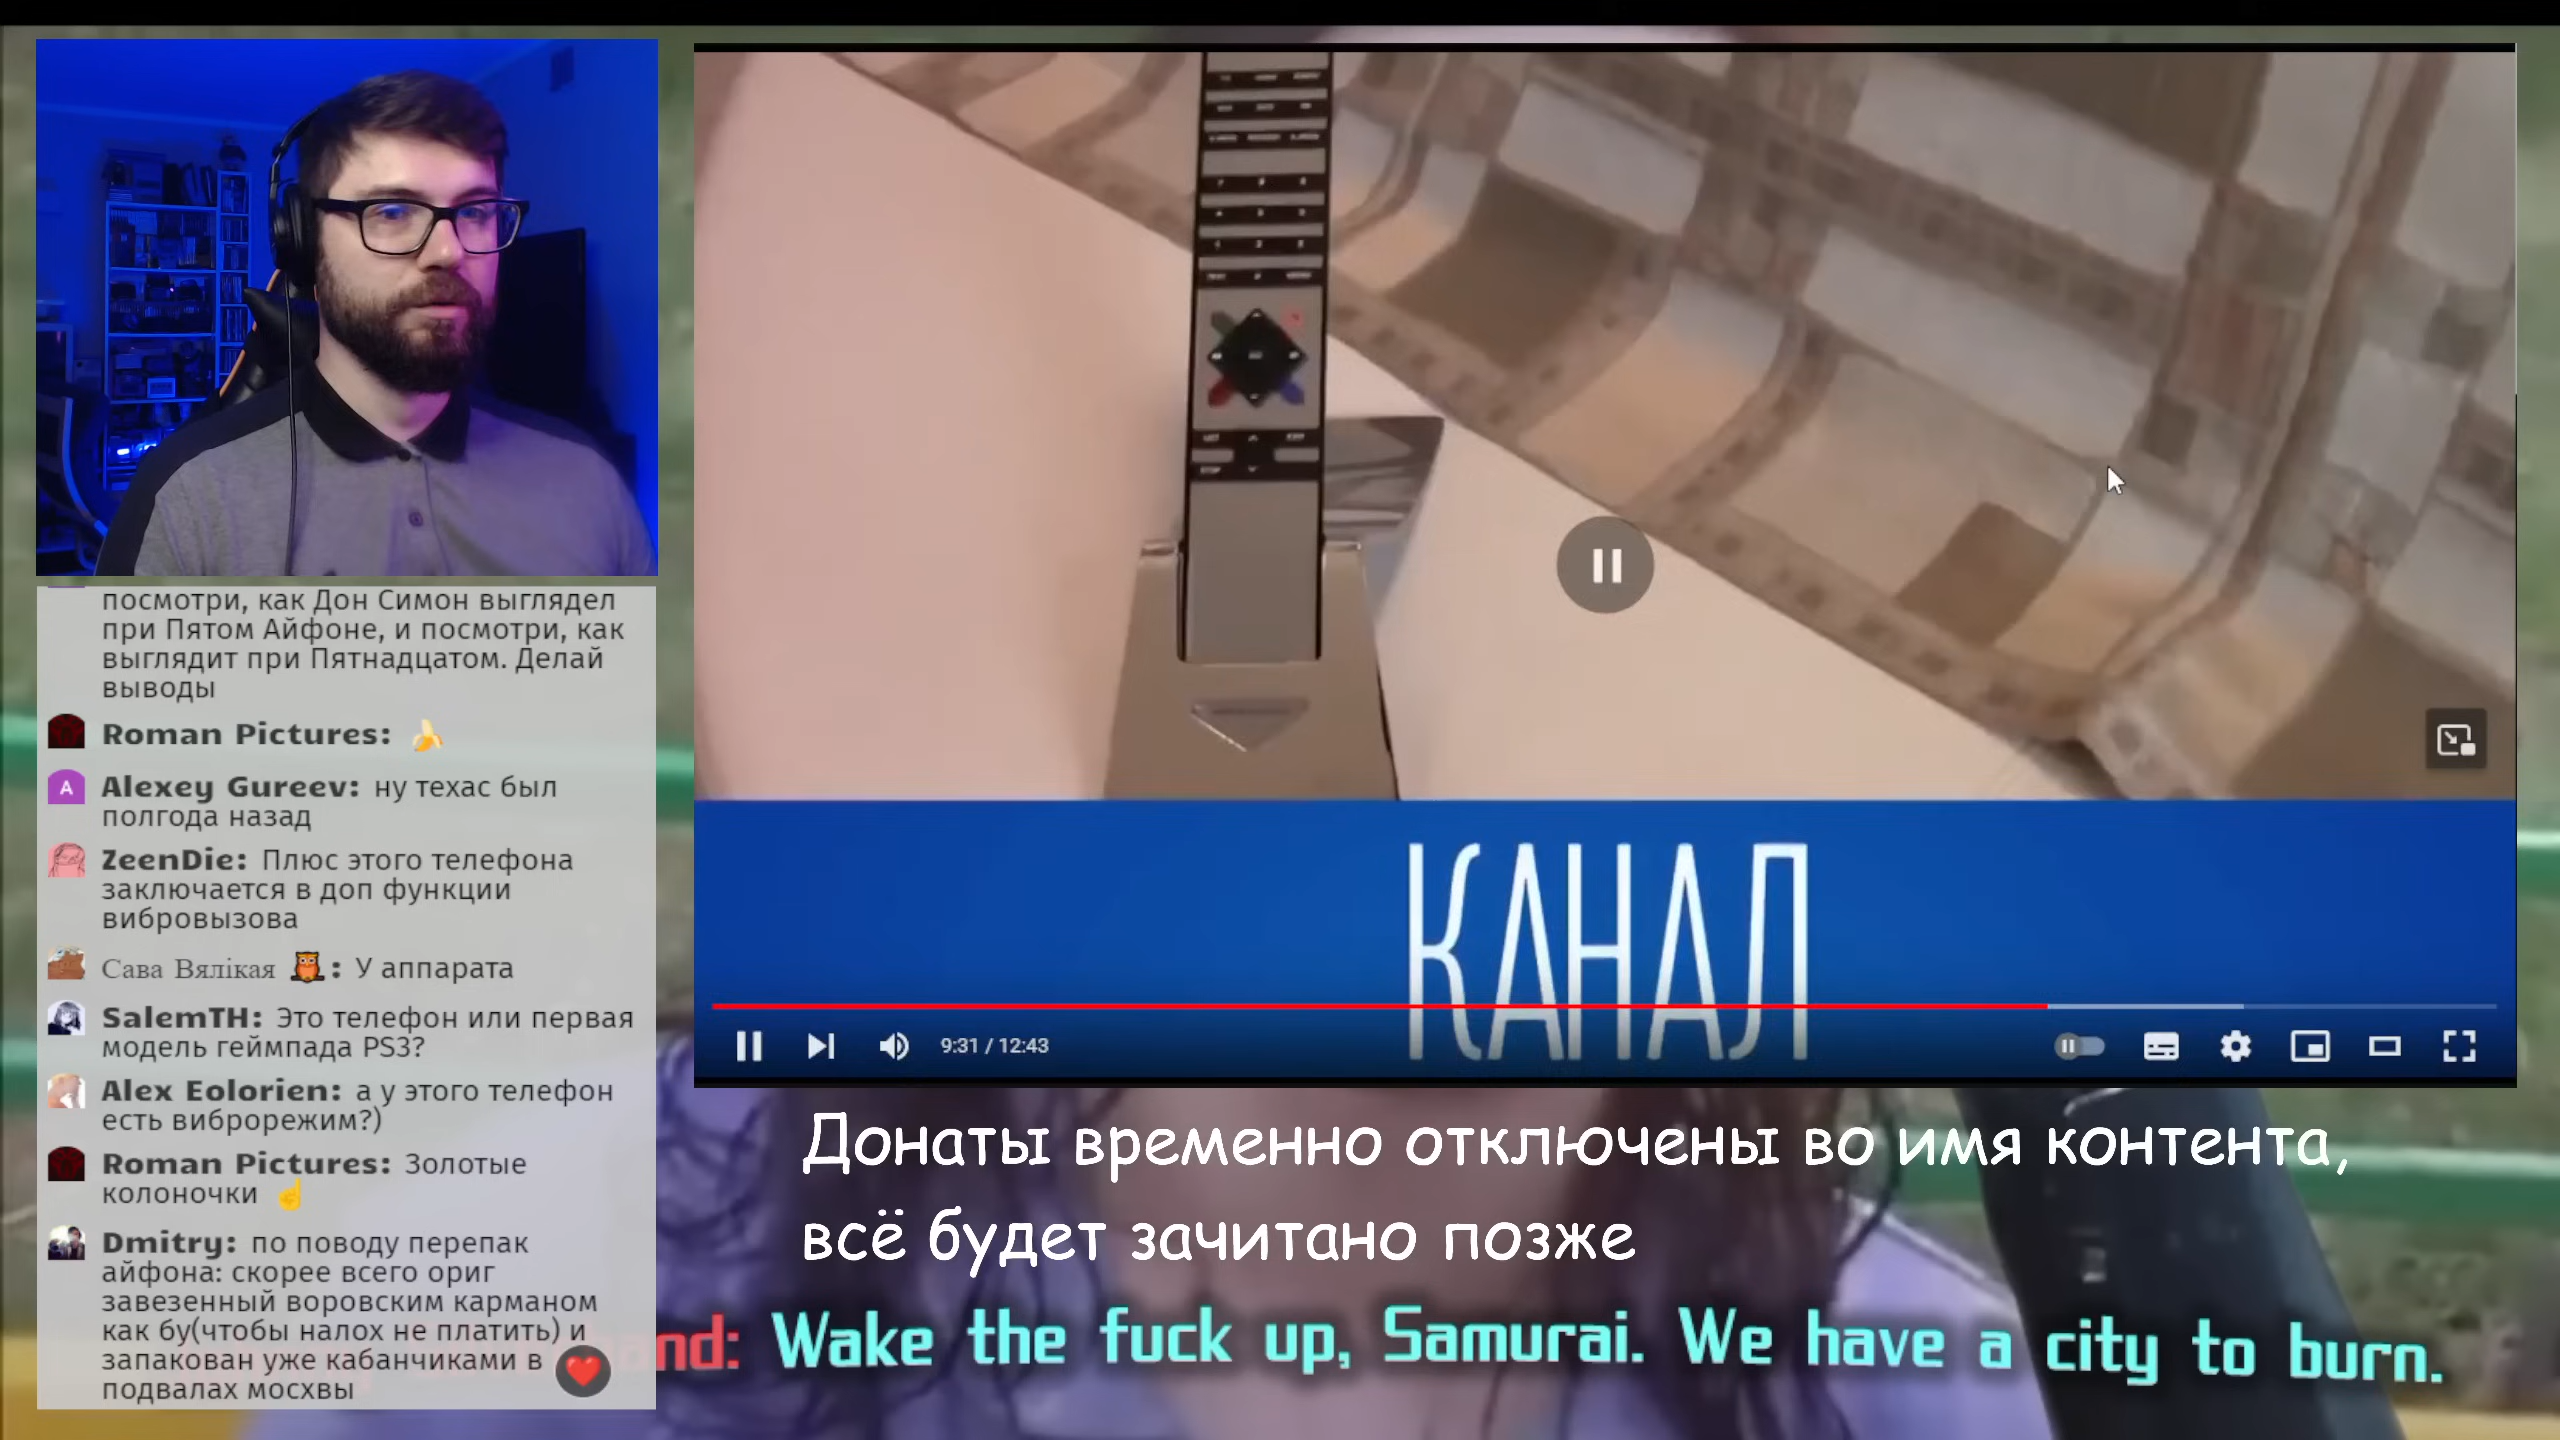 посмотри, как Дон Симон выглядел
при Пятом Айфоне, и посмотри, как
выглядит при Пятнадцатом. Делай
выводы
Roman Pictures: 🍌
A Alexey Gureev: ну техас был
полгода назад
ZeenDie: Плюс этого телефона
заключается в доп функции
вибровызова
Сава Вялікая 🦉: У аппарата
SalemTH: Это телефон или первая
модель геймпада PS3?
Alex Eolorien: а у этого телефон
есть виброрежим?)
Roman Pictures: Золотые
колоночки ☝
Dmitry: по поводу перепак
айфона: скорее всего ориг
завезенный воровским карманом
как бу(чтобы налох не платить) и
запакован уже кабанчиками в
подвалах мосхвы
КАНАЛ
9:31 / 12:43
Донаты временно отключены во имя контента,
всё будет зачитано позже
and: Wake the fuck up, Samurai. We have a city to burn.